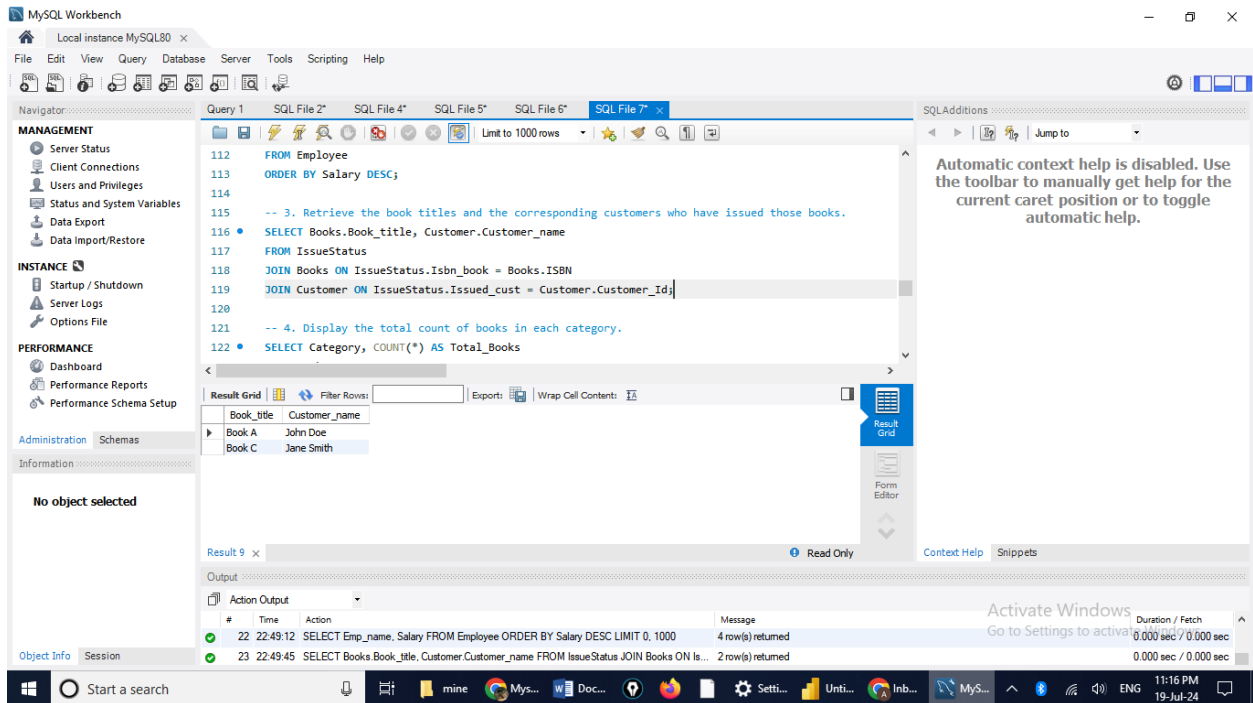 MySQL Workbench
Local instance MySQL80
File Edit View Query Database Server Tools Scripting Help
Navigator
MANAGEMENT
Server Status
Client Connections
Users and Privileges
Status and System Variables
Data Export
Data Import/Restore
INSTANCE
Startup / Shutdown
Server Logs
Options File
PERFORMANCE
Dashboard
Performance Reports
Performance Schema Setup
Administration Schemas
Information
No object selected
Object Info Session
Query 1 SQL File 2* SQL File 4* SQL File 5* SQL File 6* SQL File 7*
Limit to 1000 rows
112 FROM Employee
113 ORDER BY Salary DESC;
114
115 -- 3. Retrieve the book titles and the corresponding customers who have issued those books.
116 SELECT Books.Book_title, Customer.Customer_name
117 FROM IssueStatus
118 JOIN Books ON IssueStatus.Isbn_book = Books.ISBN
119 JOIN Customer ON IssueStatus.Issued_cust = Customer.Customer_Id;
120
121 -- 4. Display the total count of books in each category.
122 SELECT Category, COUNT(*) AS Total_Books
Result Grid Filter Rows: Export: Wrap Cell Content:
Book_title Customer_name
Book A John Doe
Book C Jane Smith
Result Grid
Form Editor
Result 9 Read Only
SQLAdditions
Jump to
Automatic context help is disabled. Use
the toolbar to manually get help for the
current caret position or to toggle
automatic help.
Context Help Snippets
Output
Action Output
# Time Action Message Duration / Fetch
22 22:49:12 SELECT Emp_name, Salary FROM Employee ORDER BY Salary DESC LIMIT 0, 1000 4 row(s) returned 0.000 sec / 0.000 sec
23 22:49:45 SELECT Books.Book_title, Customer.Customer_name FROM IssueStatus JOIN Books ON Is... 2 row(s) returned 0.000 sec / 0.000 sec
Activate Windows
Go to Settings to activate Windows.
Start a search
mine Mys... Doc... Setti... Unti... Inb... MyS... ENG 11:16 PM
19-Jul-24